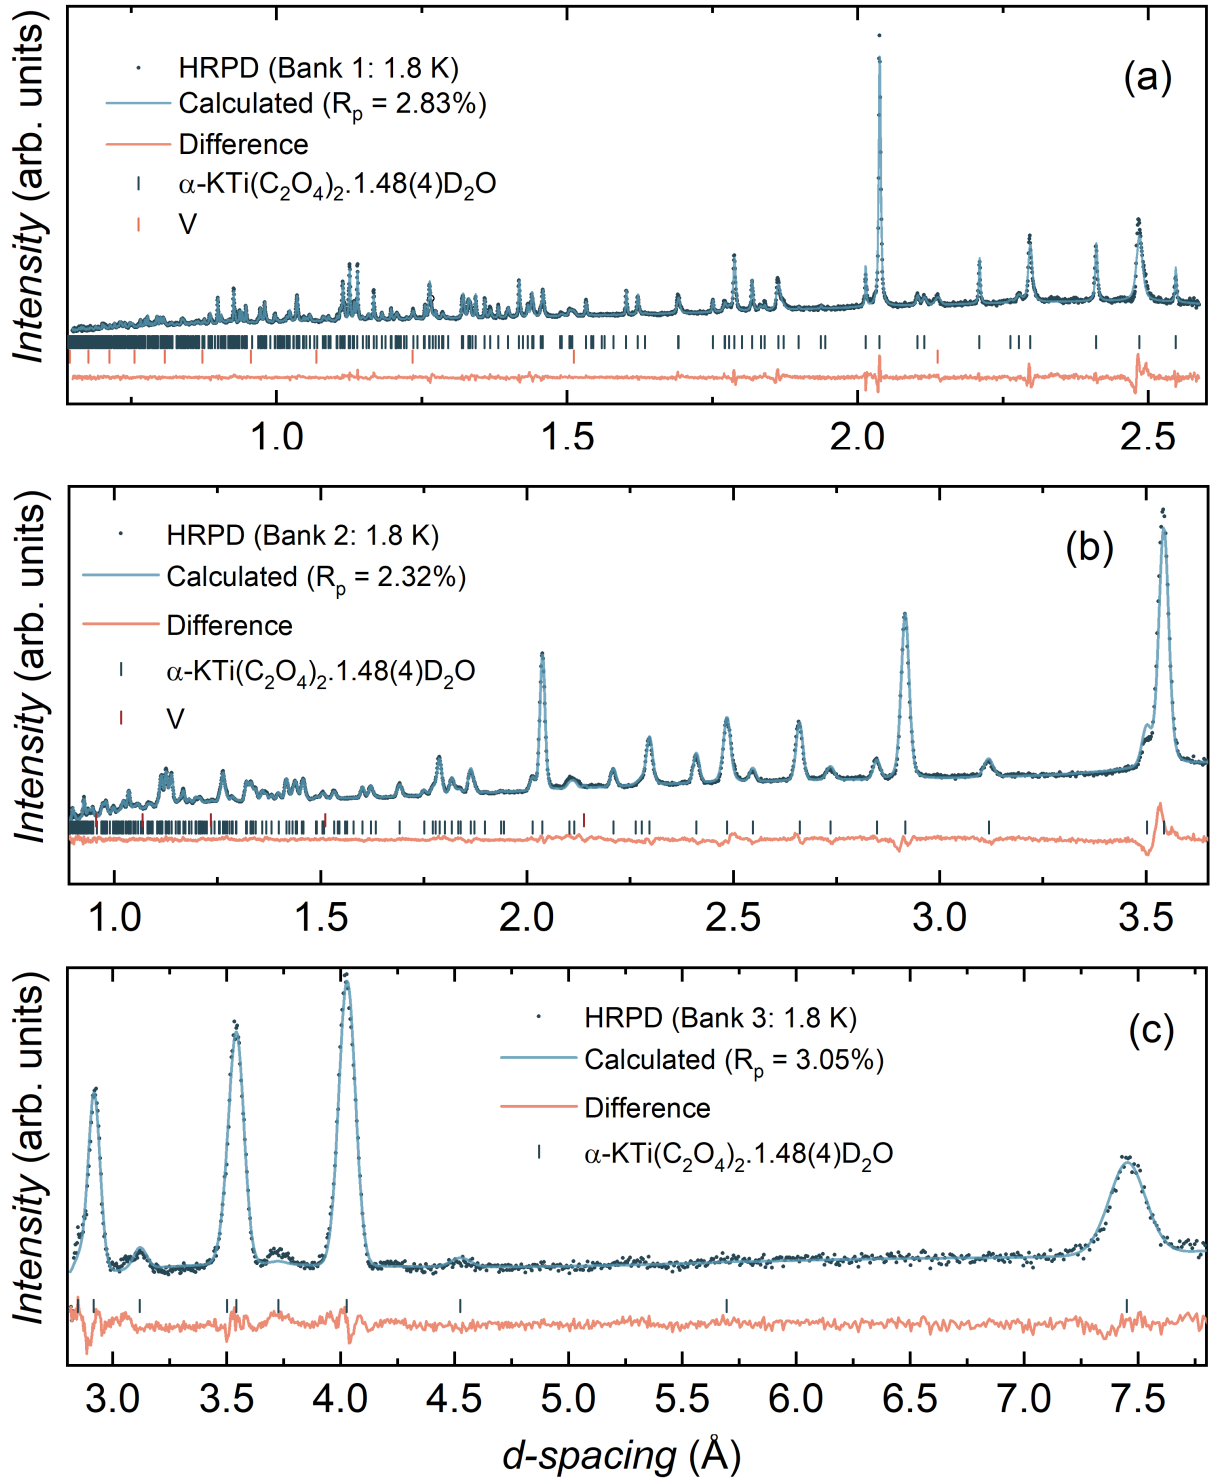 Intensity (arb. units)
(a)
HRPD (Bank 1: 1.8 K)
Calculated (Rp = 2.83%)
Difference
α-KTi(C2O4)2.1.48(4)D2O
V
1.0 1.5 2.0 2.5
Intensity (arb. units)
(b)
HRPD (Bank 2: 1.8 K)
Calculated (Rp = 2.32%)
Difference
α-KTi(C2O4)2.1.48(4)D2O
V
1.0 1.5 2.0 2.5 3.0 3.5
Intensity (arb. units)
(c)
HRPD (Bank 3: 1.8 K)
Calculated (Rp = 3.05%)
Difference
α-KTi(C2O4)2.1.48(4)D2O
3.0 3.5 4.0 4.5 5.0 5.5 6.0 6.5 7.0 7.5
d-spacing (Å)